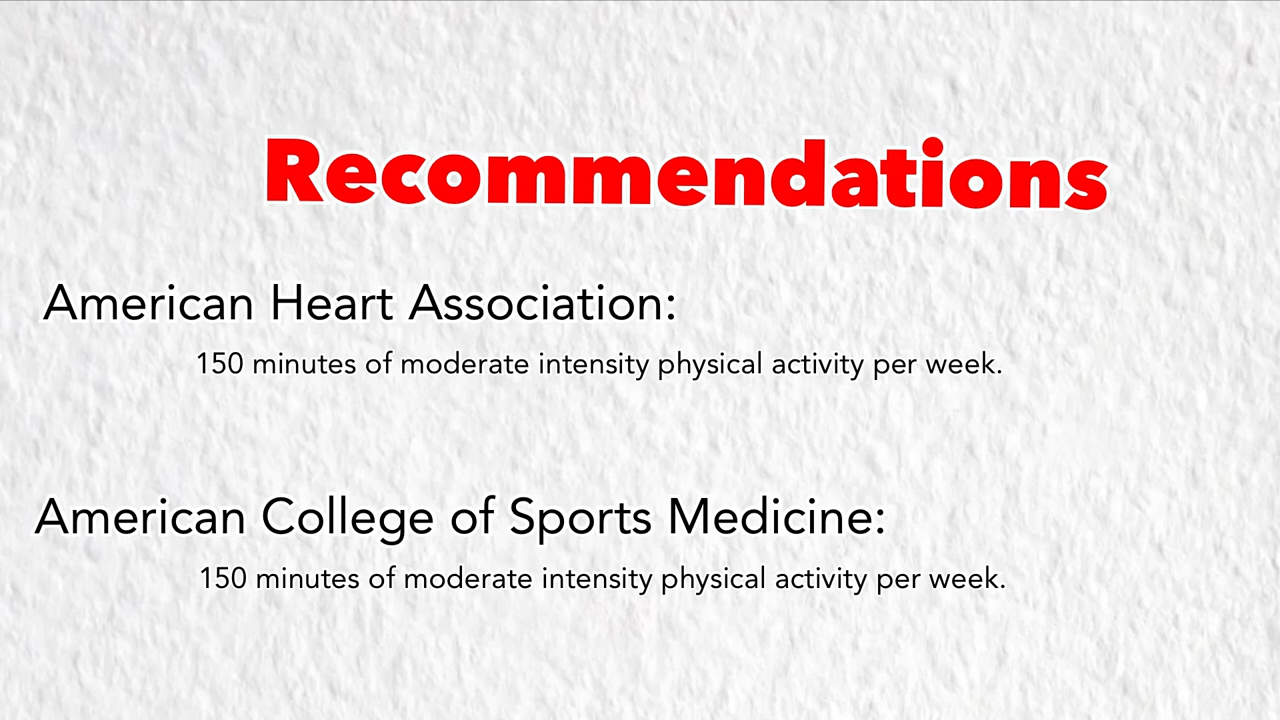 Recommendations
American Heart Association:
150 minutes of moderate intensity physical activity per week.
American College of Sports Medicine:
150 minutes of moderate intensity physical activity per week.